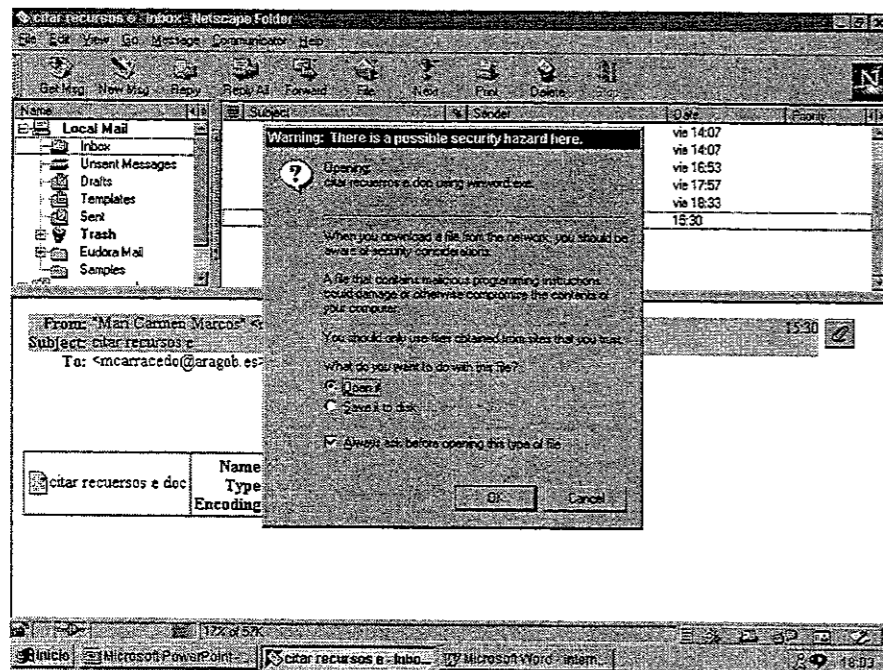 citar recursos e - Inbox - Netscape Folder
File Edit View Go Message Communicator Help
Get Msg New Msg Reply Reply All Forward File Next Print Delete Stop
Name Subject Sender Date Priority
Local Mail
Inbox
Unsent Messages
Drafts
Templates
Sent
Trash
Eudora Mail
Samples
vie 14:07
vie 14:07
vie 16:53
vie 17:57
vie 18:33
15:30
Warning: There is a possible security hazard here.
Opening:
citar recuersos e.doc using winword.exe.
When you download a file from the network, you should be
aware of security considerations.
A file that contains malicious programming instructions
could damage or otherwise compromise the contents of
your computer.
You should only use files obtained from sites that you trust.
What do you want to do with this file?
Open it
Save it to disk
Always ask before opening this type of file
OK Cancel
From: "Mari Carmen Marcos" 15:30
Subject: citar recursos e
To: <mcarracedo@aragob.es>
citar recuersos e doc
Name
Type
Encoding
17% of 57K
Inicio Microsoft PowerPoint - citar recursos e - Inbo... Microsoft Word - intern...